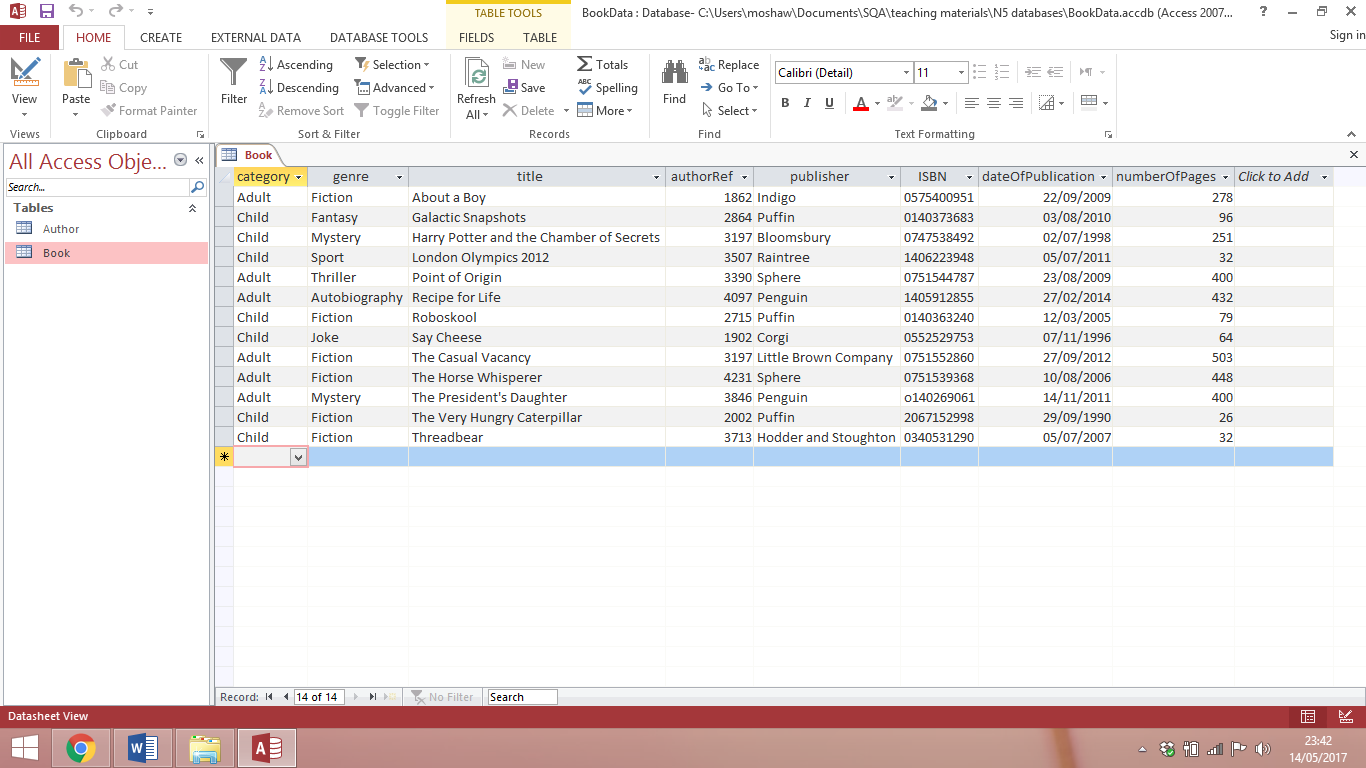 TABLE TOOLS BookData : Database- C:\Users\moshaw\Documents\SQA\teaching materials\N5 databases\BookData.accdb (Access 2007... ?
FILE HOME CREATE EXTERNAL DATA DATABASE TOOLS FIELDS TABLE Sign in
View
Views
Paste
Cut
Copy
Format Painter
Clipboard
Filter
Ascending
Descending
Remove Sort
Selection
Advanced
Toggle Filter
Sort & Filter
Refresh
All
New
Save
Delete
Totals
Spelling
More
Records
Find
Replace
Go To
Select
Find
Calibri (Detail) 11
B I U A
Text Formatting
All Access Obje...
Search...
Tables
Author
Book
Book
category genre title authorRef publisher ISBN dateOfPublication numberOfPages Click to Add
Adult Fiction About a Boy 1862 Indigo 0575400951 22/09/2009 278
Child Fantasy Galactic Snapshots 2864 Puffin 0140373683 03/08/2010 96
Child Mystery Harry Potter and the Chamber of Secrets 3197 Bloomsbury 0747538492 02/07/1998 251
Child Sport London Olympics 2012 3507 Raintree 1406223948 05/07/2011 32
Adult Thriller Point of Origin 3390 Sphere 0751544787 23/08/2009 400
Adult Autobiography Recipe for Life 4097 Penguin 1405912855 27/02/2014 432
Child Fiction Roboskool 2715 Puffin 0140363240 12/03/2005 79
Child Joke Say Cheese 1902 Corgi 0552529753 07/11/1996 64
Adult Fiction The Casual Vacancy 3197 Little Brown Company 0751552860 27/09/2012 503
Adult Fiction The Horse Whisperer 4231 Sphere 0751539368 10/08/2006 448
Adult Mystery The President's Daughter 3846 Penguin o140269061 14/11/2011 400
Child Fiction The Very Hungry Caterpillar 2002 Puffin 2067152998 29/09/1990 26
Child Fiction Threadbear 3713 Hodder and Stoughton 0340531290 05/07/2007 32
Record: 14 of 14 No Filter Search
Datasheet View
23:42
14/05/2017